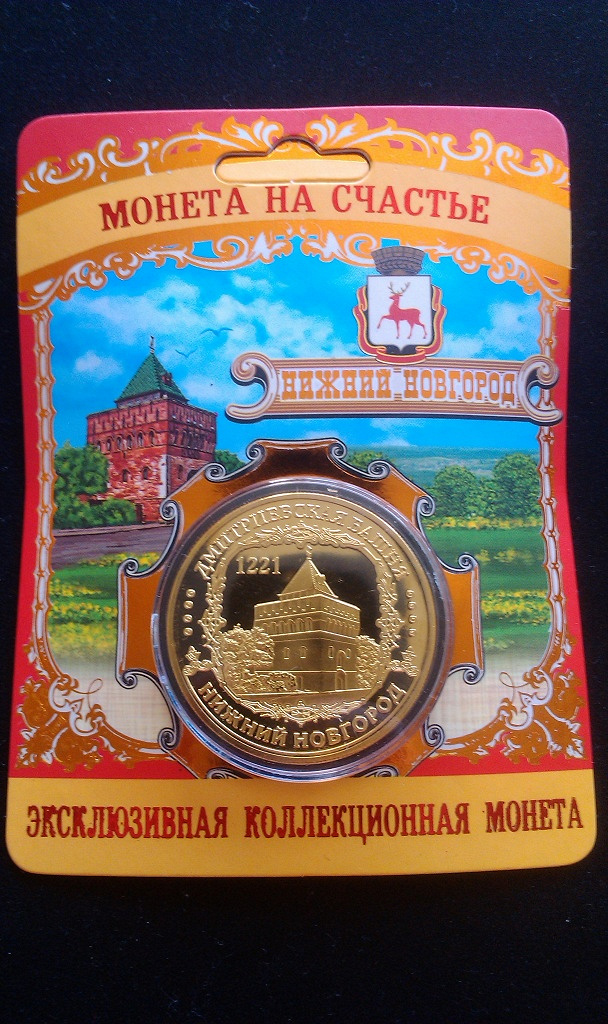 МОНЕТА НА СЧАСТЬЕ
НИЖНИЙ НОВГОРОД
ДМИТРИЕВСКАЯ БАШНЯ
1221
НИЖНИЙ НОВГОРОД
ЭКСКЛЮЗИВНАЯ КОЛЛЕКЦИОННАЯ МОНЕТА